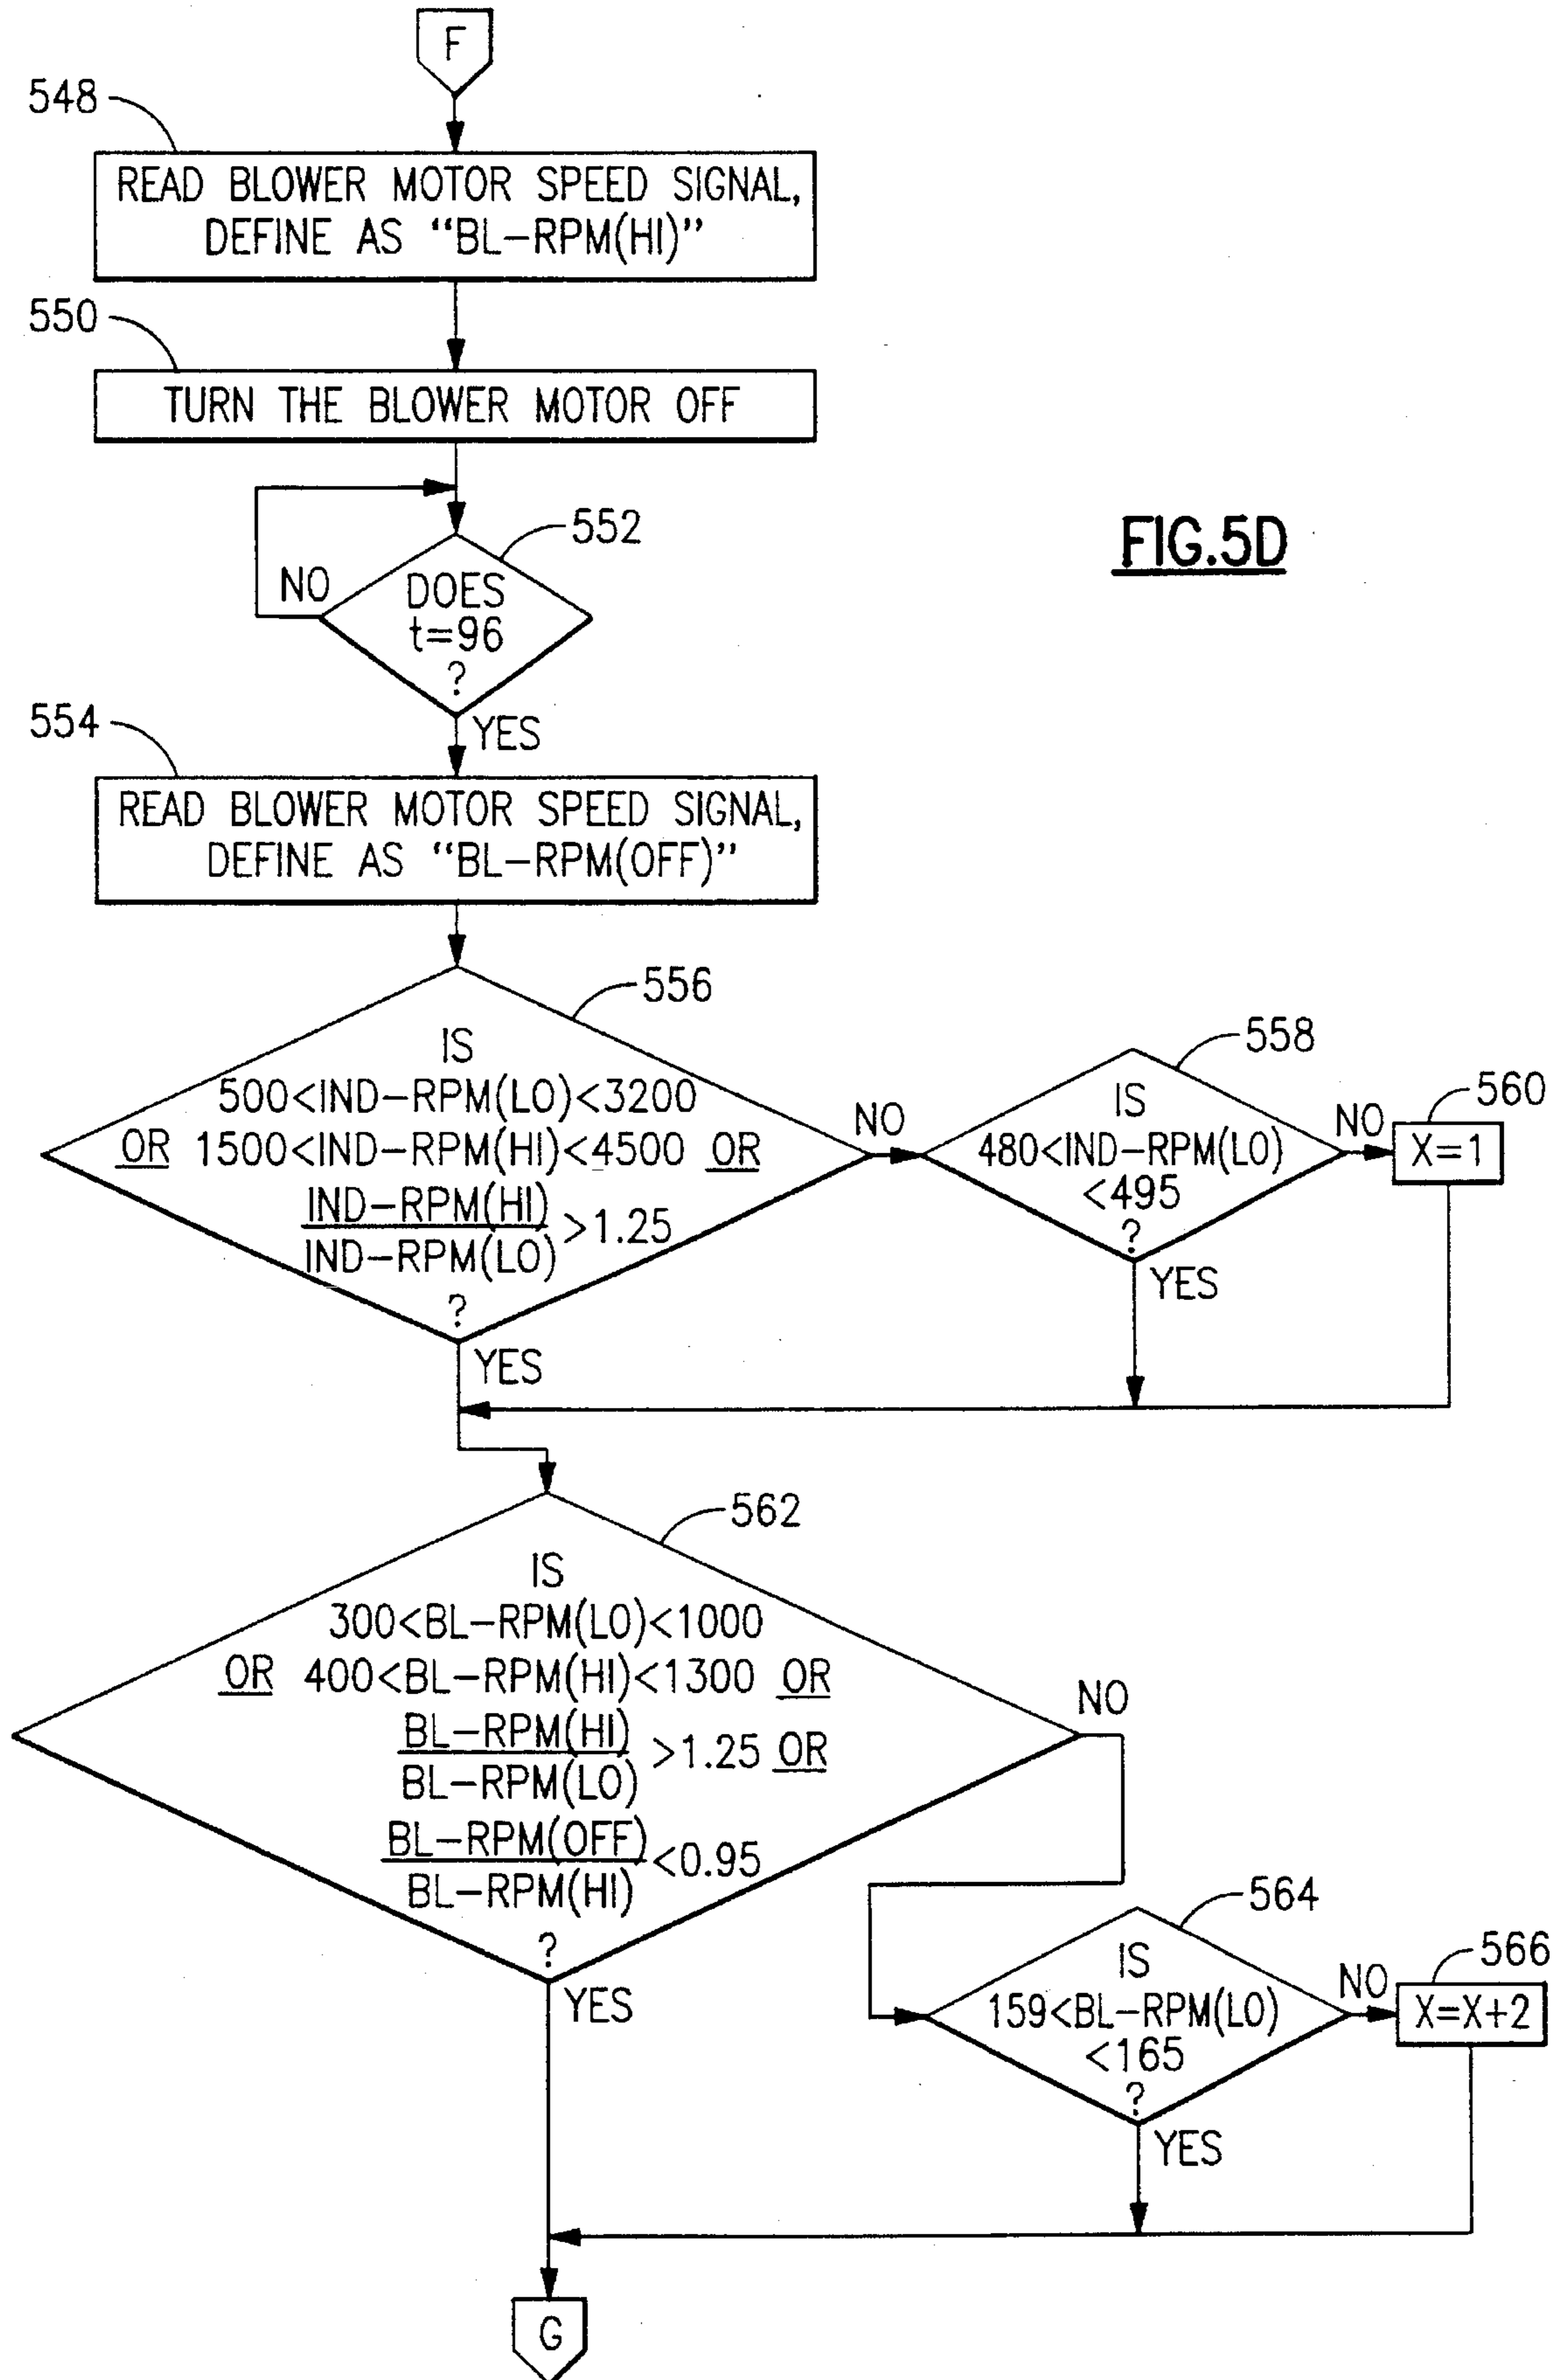 F
548
READ BLOWER MOTOR SPEED SIGNAL,
DEFINE AS “BL–RPM(HI)”
550
TURN THE BLOWER MOTOR OFF
552
NO
DOES
t=96
?
YES
FIG.5D
554
READ BLOWER MOTOR SPEED SIGNAL,
DEFINE AS “BL–RPM(OFF)”
556
IS
500<IND–RPM(LO)<3200
OR 1500<IND–RPM(HI)<4500 OR
IND–RPM(HI)
IND–RPM(LO)
>1.25
?
YES
NO
558
IS
480<IND–RPM(LO)
<495
?
YES
NO
560
X=1
562
IS
300<BL–RPM(LO)<1000
OR 400<BL–RPM(HI)<1300 OR
BL–RPM(HI)
BL–RPM(LO)
>1.25 OR
BL–RPM(OFF)
BL–RPM(HI)
<0.95
?
YES
NO
564
IS
159<BL–RPM(LO)
<165
?
YES
NO
566
X=X+2
G